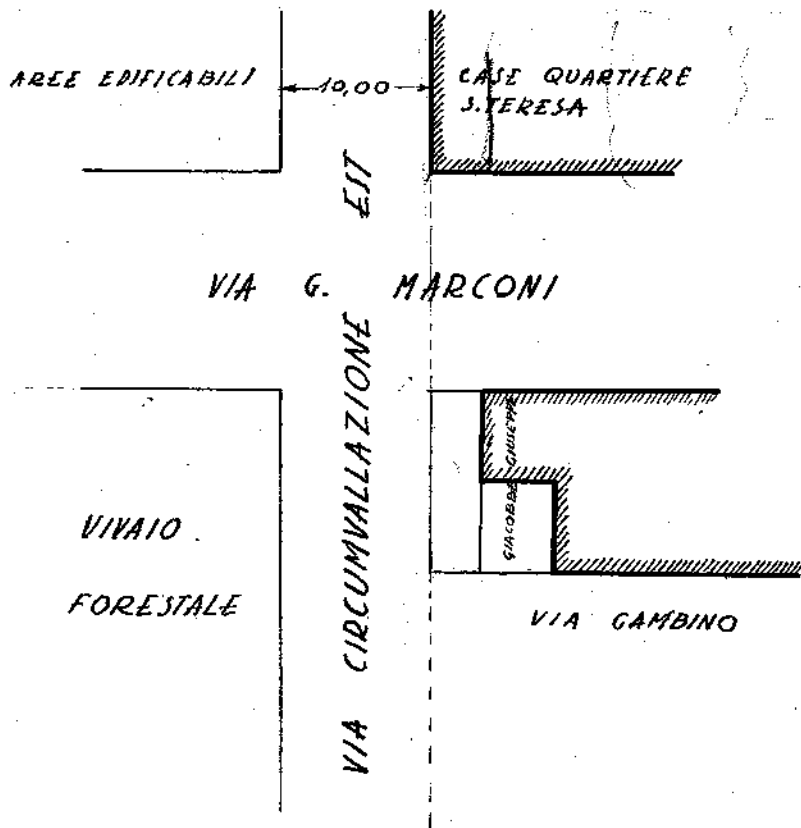 AREE EDIFICABILI
10,00
CASE QUARTIERE
S. TERESA
VIA G. MARCONI
VIA CIRCUMVALLAZIONE EST
GIACOBBE GIUSEPPE
VIVAIO
FORESTALE
VIA GAMBINO